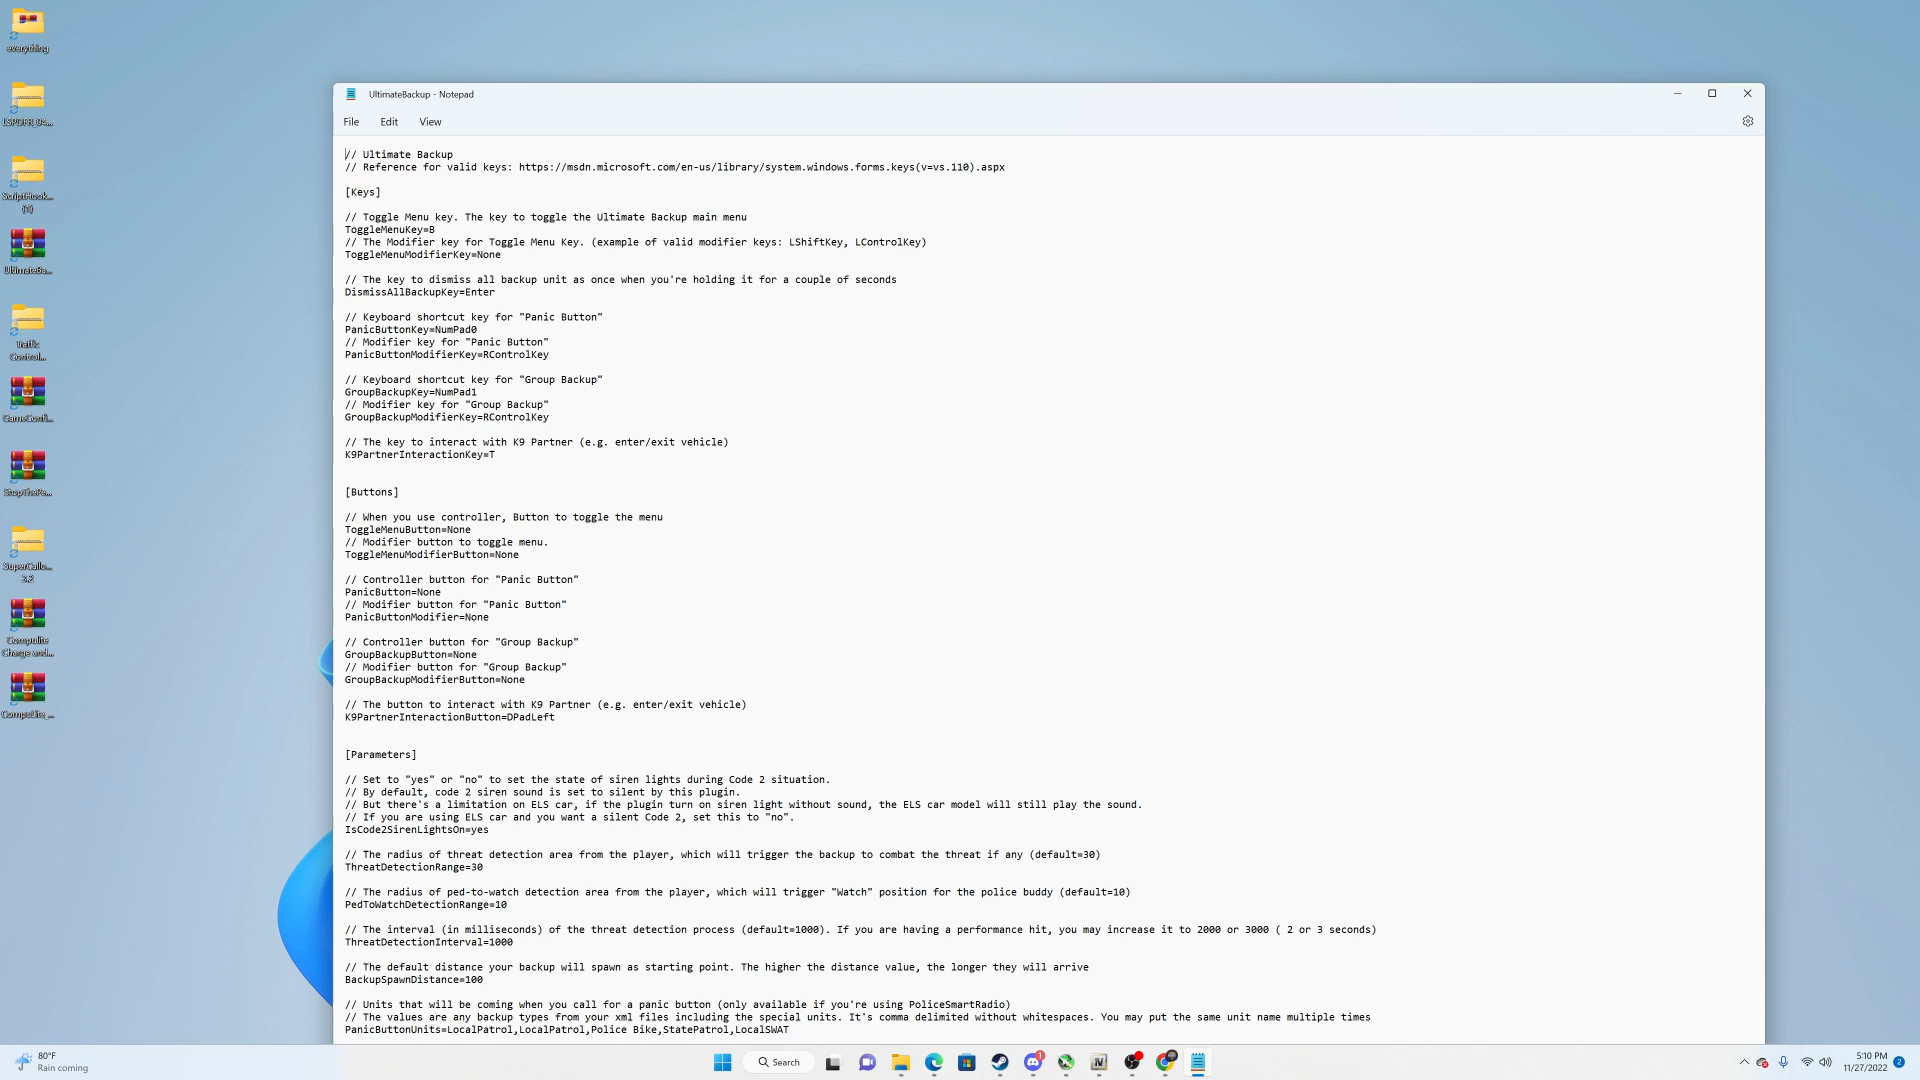 everything
LSPDFR_04...
ScriptHook...
(1)
UltimateBa...
Traffic
Control...
GameConfi...
StopThePe...
SuperCallo...
3.2
Compulite
Charge and...
Compulite_...
UltimateBackup - Notepad
File Edit View
// Ultimate Backup
// Reference for valid keys: https://msdn.microsoft.com/en-us/library/system.windows.forms.keys(v=vs.110).aspx
[Keys]
// Toggle Menu key. The key to toggle the Ultimate Backup main menu
ToggleMenuKey=B
// The Modifier key for Toggle Menu Key. (example of valid modifier keys: LShiftKey, LControlKey)
ToggleMenuModifierKey=None
// The key to dismiss all backup unit as once when you're holding it for a couple of seconds
DismissAllBackupKey=Enter
// Keyboard shortcut key for "Panic Button"
PanicButtonKey=NumPad0
// Modifier key for "Panic Button"
PanicButtonModifierKey=RControlKey
// Keyboard shortcut key for "Group Backup"
GroupBackupKey=NumPad1
// Modifier key for "Group Backup"
GroupBackupModifierKey=RControlKey
// The key to interact with K9 Partner (e.g. enter/exit vehicle)
K9PartnerInteractionKey=T
[Buttons]
// When you use controller, Button to toggle the menu
ToggleMenuButton=None
// Modifier button to toggle menu.
ToggleMenuModifierButton=None
// Controller button for "Panic Button"
PanicButton=None
// Modifier button for "Panic Button"
PanicButtonModifier=None
// Controller button for "Group Backup"
GroupBackupButton=None
// Modifier button for "Group Backup"
GroupBackupModifierButton=None
// The button to interact with K9 Partner (e.g. enter/exit vehicle)
K9PartnerInteractionButton=DPadLeft
[Parameters]
// Set to "yes" or "no" to set the state of siren lights during Code 2 situation.
// By default, code 2 siren sound is set to silent by this plugin.
// But there's a limitation on ELS car, if the plugin turn on siren light without sound, the ELS car model will still play the sound.
// If you are using ELS car and you want a silent Code 2, set this to "no".
IsCode2SirenLightsOn=yes
// The radius of threat detection area from the player, which will trigger the backup to combat the threat if any (default=30)
ThreatDetectionRange=30
// The radius of ped-to-watch detection area from the player, which will trigger "Watch" position for the police buddy (default=10)
PedToWatchDetectionRange=10
// The interval (in milliseconds) of the threat detection process (default=1000). If you are having a performance hit, you may increase it to 2000 or 3000 ( 2 or 3 seconds)
ThreatDetectionInterval=1000
// The default distance your backup will spawn as starting point. The higher the distance value, the longer they will arrive
BackupSpawnDistance=100
// Units that will be coming when you call for a panic button (only available if you're using PoliceSmartRadio)
// The values are any backup types from your xml files including the special units. It's comma delimited without whitespaces. You may put the same unit name multiple times
PanicButtonUnits=LocalPatrol,LocalPatrol,Police Bike,StatePatrol,LocalSWAT
80°F
Rain coming
Search
1
5:10 PM
11/27/2022
2